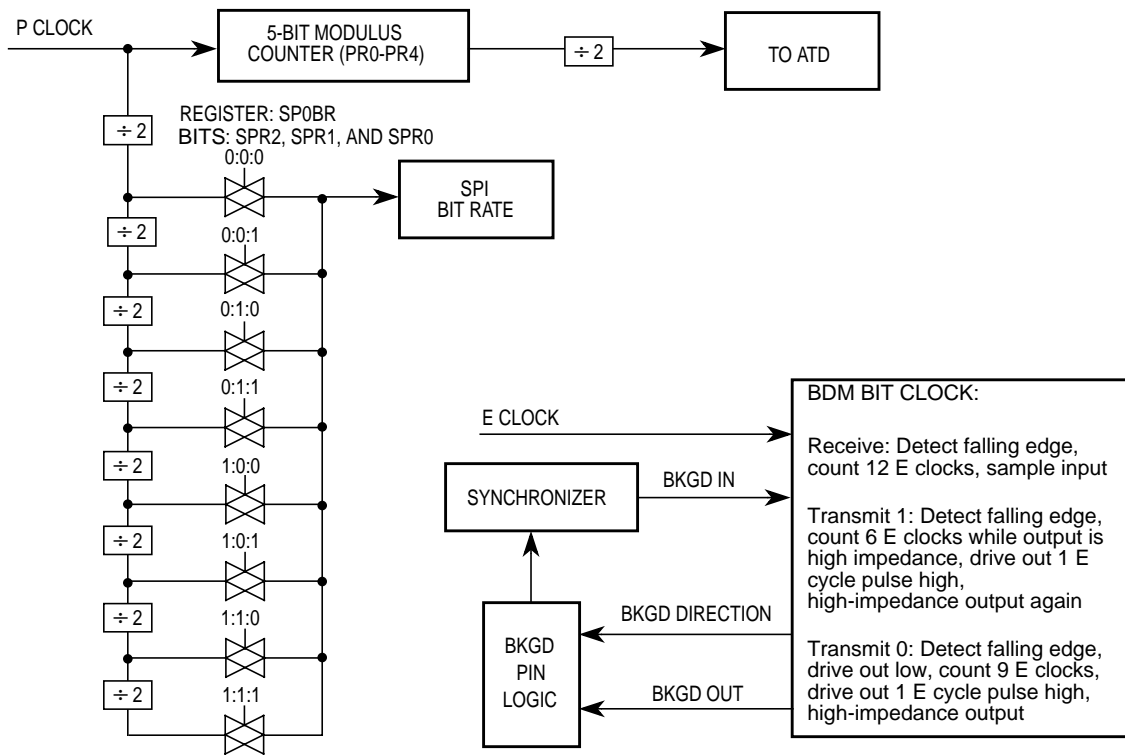 P CLOCK
5-BIT MODULUS
COUNTER (PR0-PR4)
÷ 2
TO ATD
÷ 2
REGISTER: SP0BR
BITS: SPR2, SPR1, AND SPR0
0:0:0
SPI
BIT RATE
÷ 2
0:0:1
÷ 2
0:1:0
÷ 2
0:1:1
÷ 2
1:0:0
÷ 2
1:0:1
÷ 2
1:1:0
÷ 2
1:1:1
E CLOCK
SYNCHRONIZER
BKGD IN
BKGD
PIN
LOGIC
BKGD DIRECTION
BKGD OUT
BDM BIT CLOCK:
Receive: Detect falling edge,
count 12 E clocks, sample input
Transmit 1: Detect falling edge,
count 6 E clocks while output is
high impedance, drive out 1 E
cycle pulse high,
high-impedance output again
Transmit 0: Detect falling edge,
drive out low, count 9 E clocks,
drive out 1 E cycle pulse high,
high-impedance output